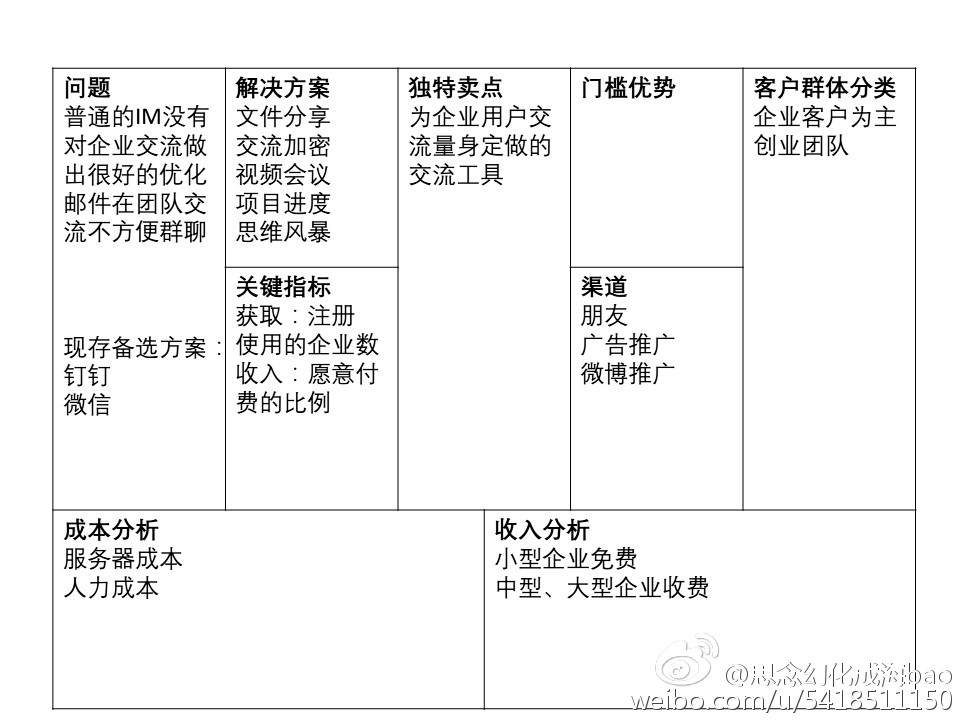 问题
普通的IM没有
对企业交流做
出很好的优化
邮件在团队交
流不方便群聊
现存备选方案：
钉钉
微信
解决方案
文件分享
交流加密
视频会议
项目进度
思维风暴
关键指标
获取：注册
使用的企业数
收入：愿意付
费的比例
独特卖点
为企业用户交
流量身定做的
交流工具
门槛优势
渠道
朋友
广告推广
微博推广
客户群体分类
企业客户为主
创业团队
成本分析
服务器成本
人力成本
收入分析
小型企业免费
中型、大型企业收费
@思念幻化成海bao
weibo.com/u/5418511150